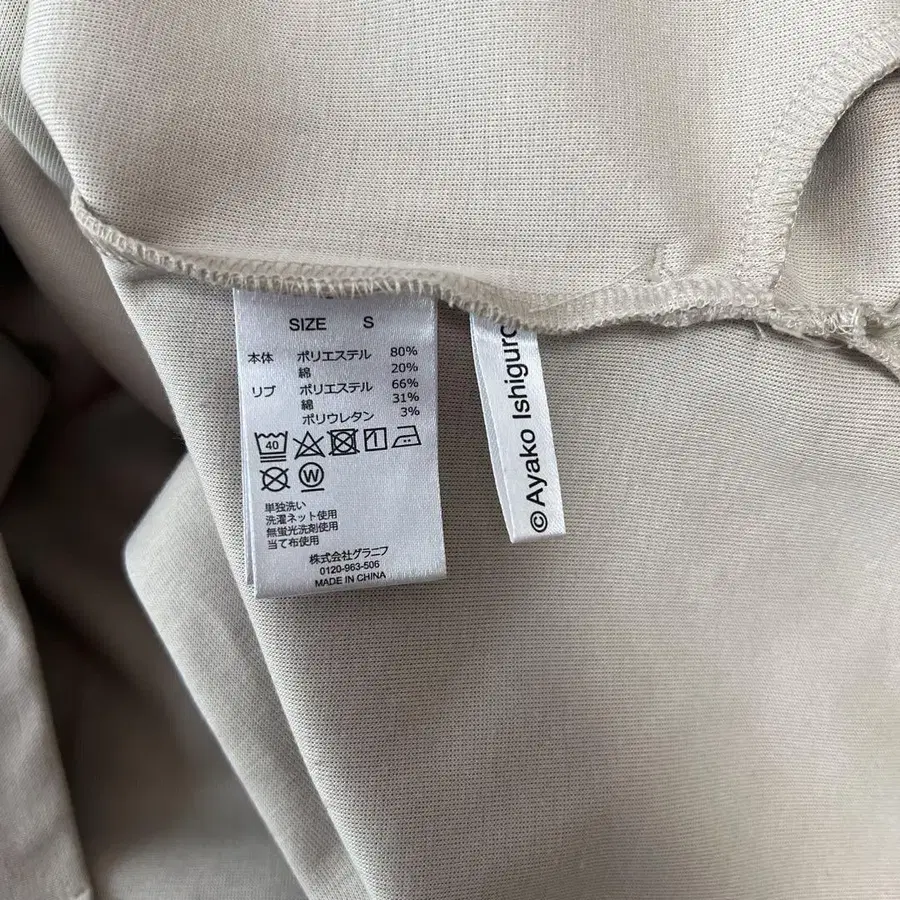 SIZE S
本体 ポリエステル 80%
綿 20%
リブ ポリエステル 66%
綿 31%
ポリウレタン 3%
40
W
単独洗い
洗濯ネット使用
無蛍光洗剤使用
当て布使用
株式会社グラニフ
0120-963-506
MADE IN CHINA
©Ayako Ishiguro